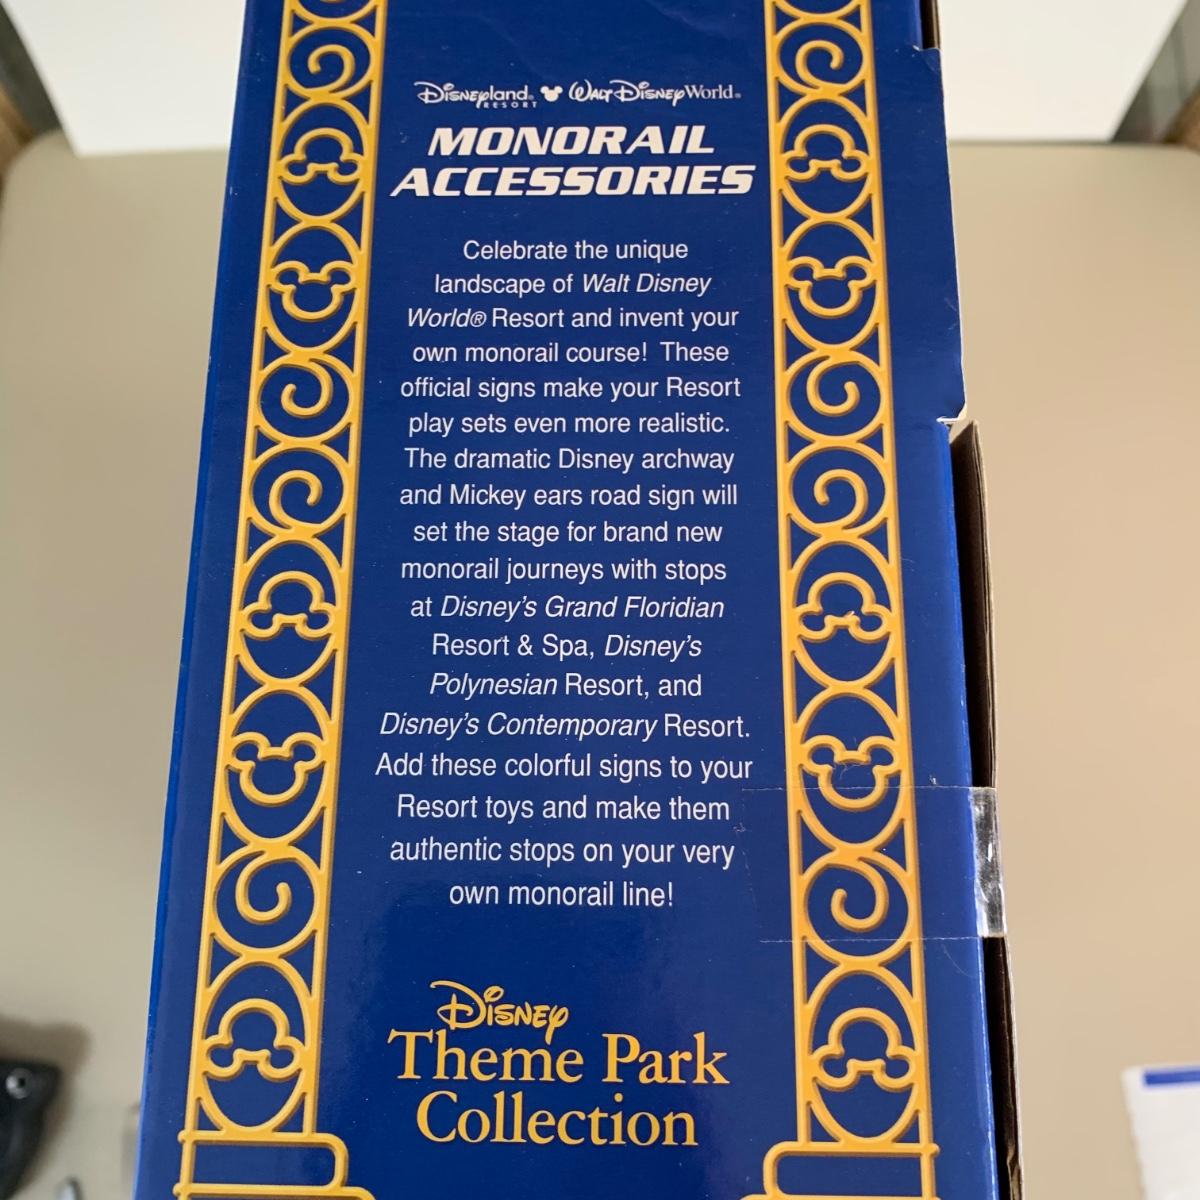 Disneyland RESORT Walt Disney World®
MONORAIL
ACCESSORIES
Celebrate the unique
landscape of Walt Disney
World® Resort and invent your
own monorail course! These
official signs make your Resort
play sets even more realistic.
The dramatic Disney archway
and Mickey ears road sign will
set the stage for brand new
monorail journeys with stops
at Disney's Grand Floridian
Resort & Spa, Disney's
Polynesian Resort, and
Disney's Contemporary Resort.
Add these colorful signs to your
Resort toys and make them
authentic stops on your very
own monorail line!
Disney
Theme Park
Collection